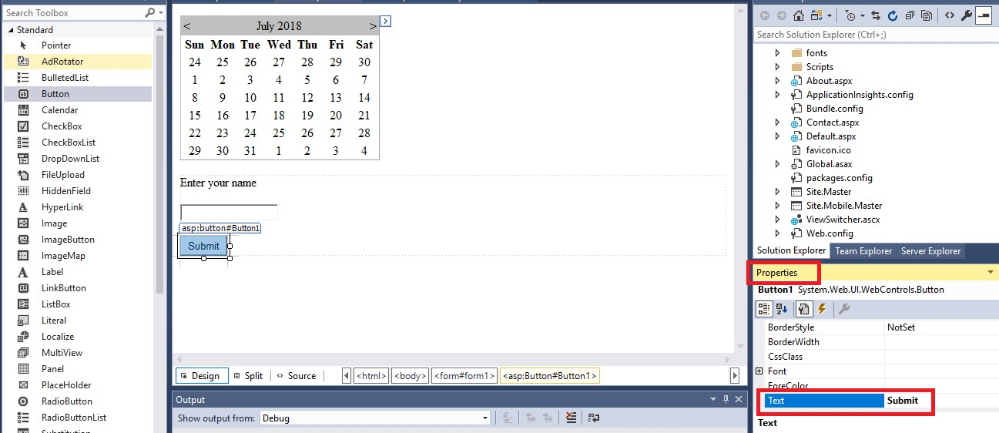 Search Toolbox
Standard
Pointer
AdRotator
BulletedList
Button
Calendar
CheckBox
CheckBoxList
DropDownList
FileUpload
HiddenField
HyperLink
Image
ImageButton
ImageMap
Label
LinkButton
ListBox
Literal
Localize
MultiView
Panel
PlaceHolder
RadioButton
RadioButtonList
Substitution
< July 2018 >
Sun Mon Tue Wed Thu Fri Sat
24 25 26 27 28 29 30
1 2 3 4 5 6 7
8 9 10 11 12 13 14
15 16 17 18 19 20 21
22 23 24 25 26 27 28
29 30 31 1 2 3 4
Enter your name
asp:button#Button1
Submit
Design Split Source <html> <body> <form#form1> <asp:Button#Button1>
Output
Show output from: Debug
Search Solution Explorer (Ctrl+;)
fonts
Scripts
About.aspx
ApplicationInsights.config
Bundle.config
Contact.aspx
Default.aspx
favicon.ico
Global.asax
packages.config
Site.Master
Site.Mobile.Master
ViewSwitcher.ascx
Web.config
Solution Explorer Team Explorer Server Explorer
Properties
Button1 System.Web.UI.WebControls.Button
BorderStyle NotSet
BorderWidth
CssClass
Font
ForeColor
Text Submit
Text